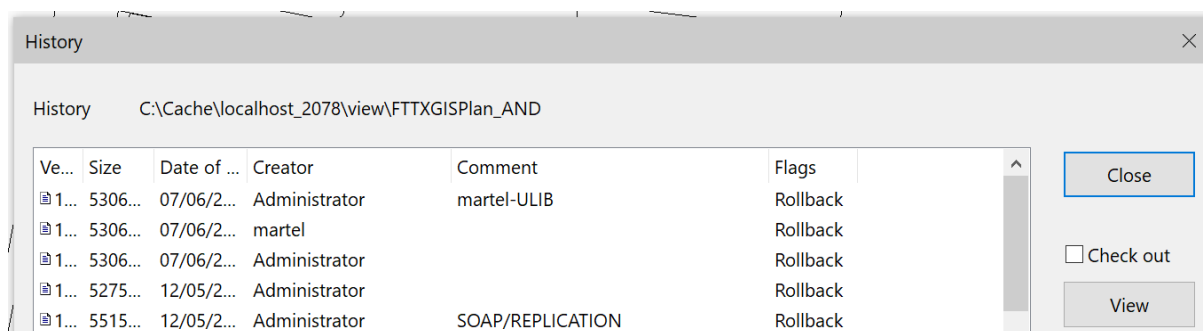 History
History C:\Cache\localhost_2078\view\FTTXGISPlan_AND
Ve... Size Date of ... Creator Comment Flags
1... 5306... 07/06/2... Administrator martel-ULIB Rollback
1... 5306... 07/06/2... martel Rollback
1... 5306... 07/06/2... Administrator Rollback
1... 5275... 12/05/2... Administrator Rollback
1... 5515... 12/05/2... Administrator SOAP/REPLICATION Rollback
Close
Check out
View